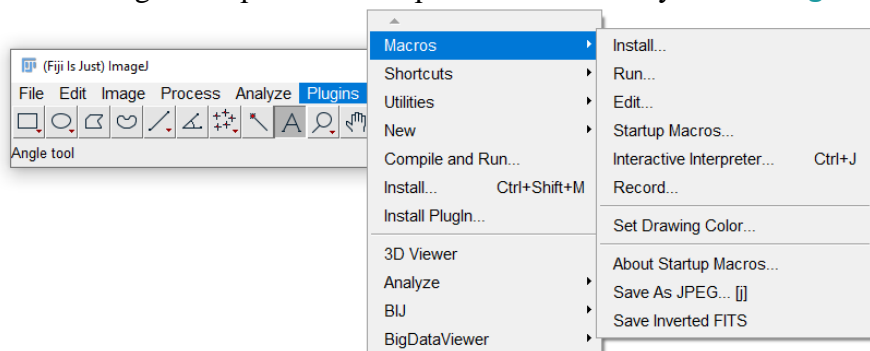 (Fiji Is Just) ImageJ
File Edit Image Process Analyze Plugins
A
Angle tool
Macros
Shortcuts
Utilities
New
Compile and Run...
Install... Ctrl+Shift+M
Install PlugIn...
3D Viewer
Analyze
BIJ
BigDataViewer
Install...
Run...
Edit...
Startup Macros...
Interactive Interpreter... Ctrl+J
Record...
Set Drawing Color...
About Startup Macros...
Save As JPEG... [j]
Save Inverted FITS